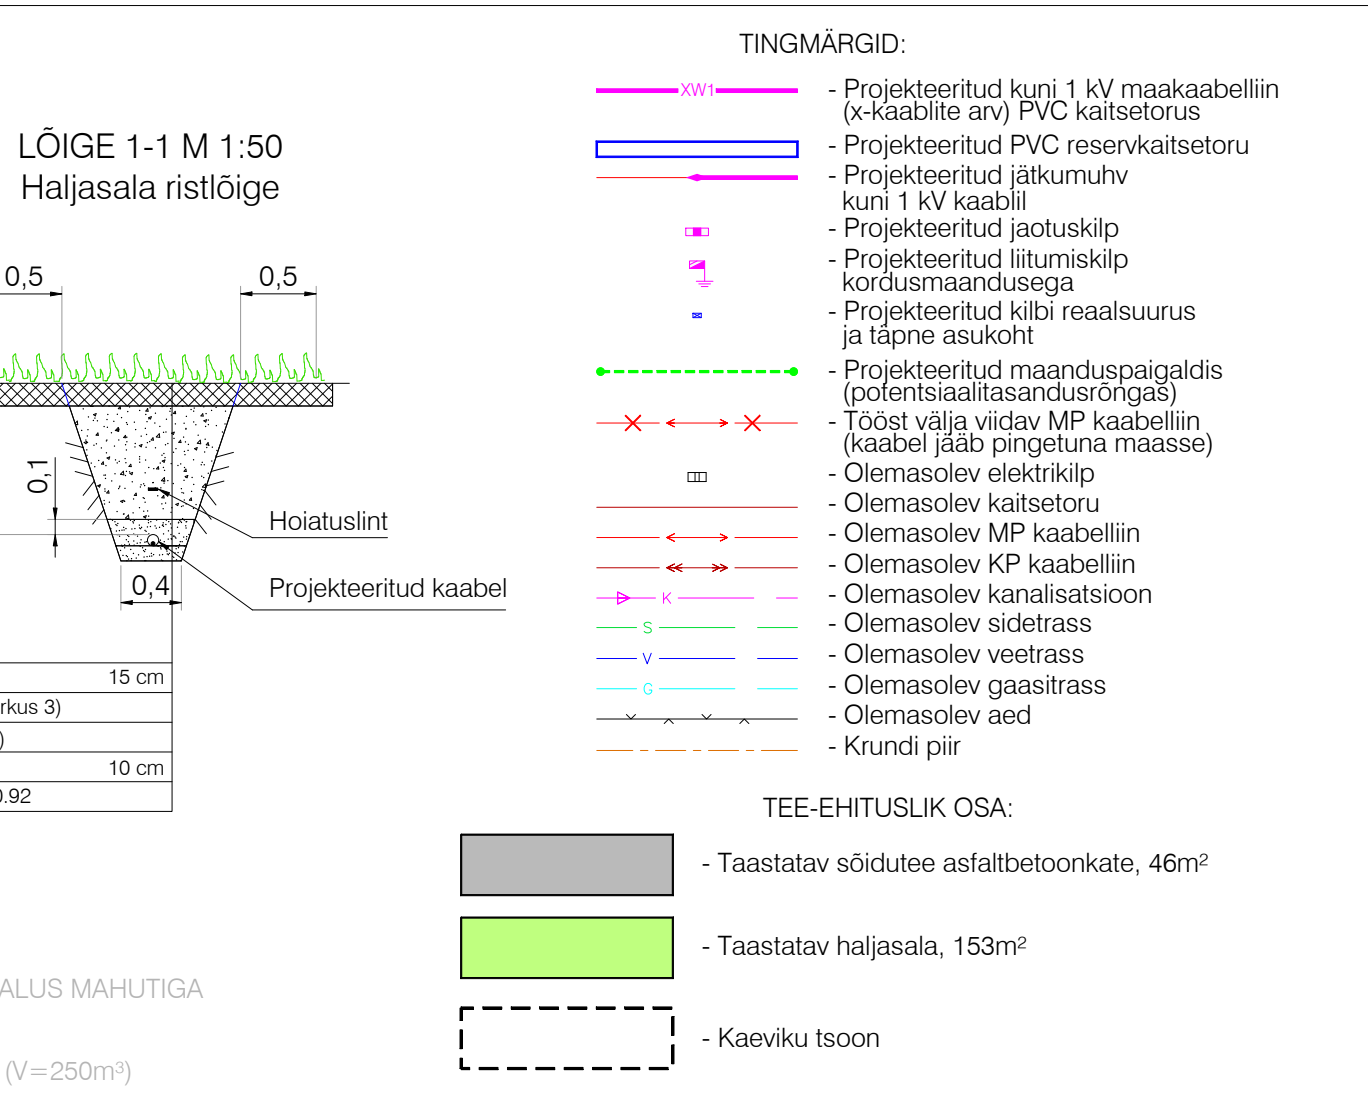 LÕIGE 1-1 M 1:50
Haljasala ristlõige
0,5
0,5
0,1
Hoiatuslint
Projekteeritud kaabel
0,4
15 cm
rkus 3)
)
10 cm
0.92
ALUS MAHUTIGA
(V=250m³)
TINGMÄRGID:
XW1
- Projekteeritud kuni 1 kV maakaabelliin
(x-kaablite arv) PVC kaitsetorus
- Projekteeritud PVC reservkaitsetoru
- Projekteeritud jätkumuhv
kuni 1 kV kaablil
- Projekteeritud jaotuskilp
- Projekteeritud liitumiskilp
kordusmaandusega
- Projekteeritud kilbi reaalsuurus
ja täpne asukoht
- Projekteeritud maanduspaigaldis
(potentsiaalitasandusrõngas)
- Tööst välja viidav MP kaabelliin
(kaabel jääb pingetuna maasse)
- Olemasolev elektrikilp
- Olemasolev kaitsetoru
- Olemasolev MP kaabelliin
- Olemasolev KP kaabelliin
K - Olemasolev kanalisatsioon
S - Olemasolev sidetrass
V - Olemasolev veetrass
G - Olemasolev gaasitrass
- Olemasolev aed
- Krundi piir
TEE-EHITUSLIK OSA:
- Taastatav sõidutee asfaltbetoonkate, 46m²
- Taastatav haljasala, 153m²
- Kaeviku tsoon